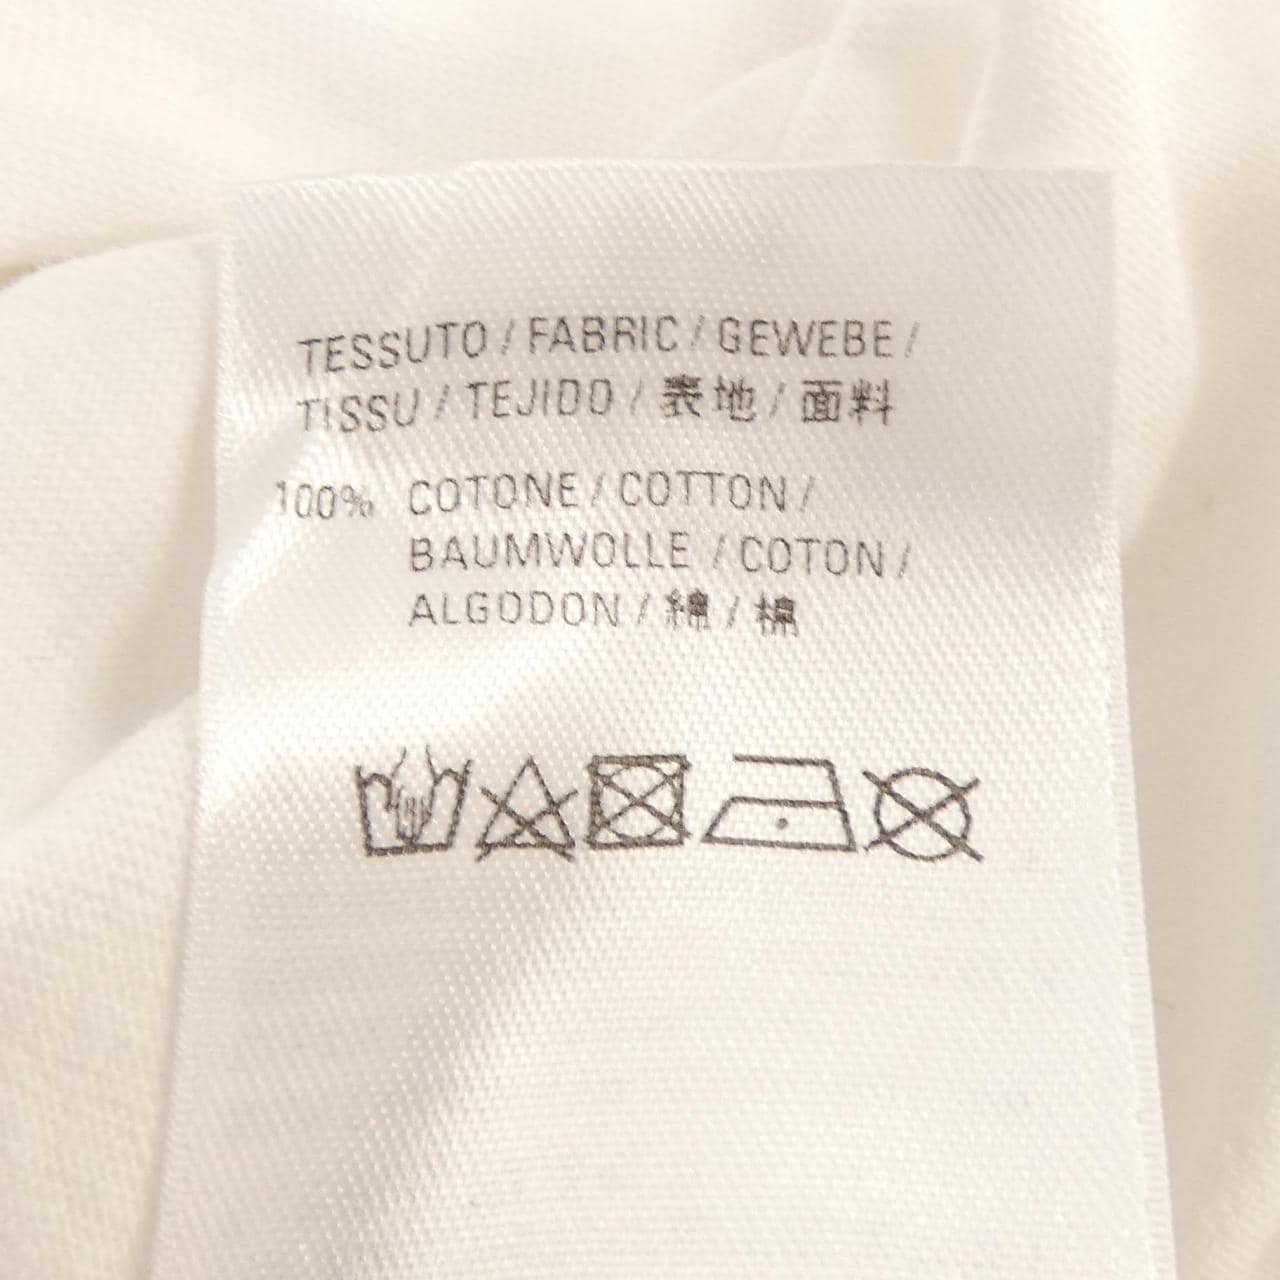 TESSUTO / FABRIC / GEWEBE /
TISSU / TEJIDO / 表地 / 面料
100% COTONE / COTTON /
BAUMWOLLE / COTON /
ALGODON / 綿 / 棉